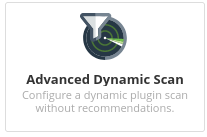 Advanced Dynamic Scan
Configure a dynamic plugin scan
without recommendations.